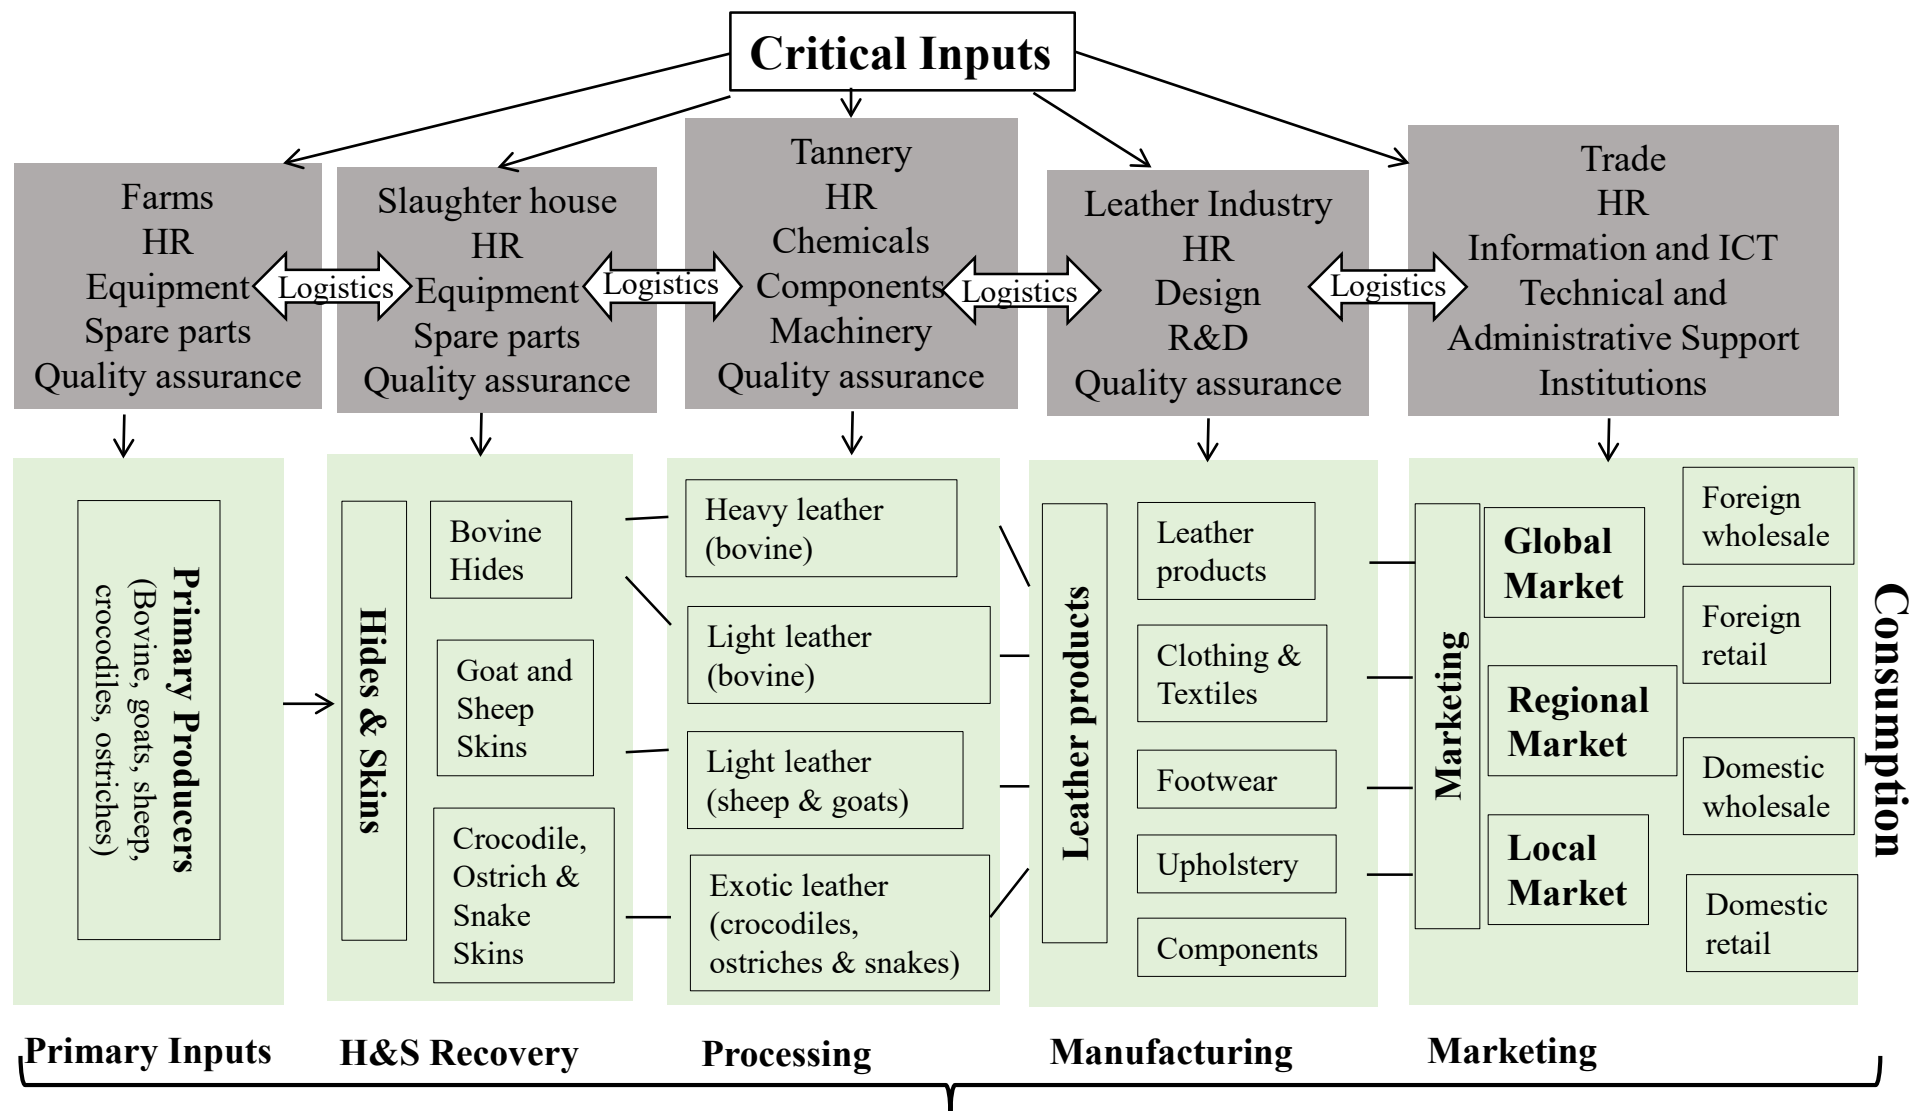 Critical Inputs
Farms
HR
Equipment
Spare parts
Quality assurance
Logistics
Slaughter house
HR
Equipment
Spare parts
Quality assurance
Logistics
Tannery
HR
Chemicals
Components
Machinery
Quality assurance
Logistics
Leather Industry
HR
Design
R&D
Quality assurance
Logistics
Trade
HR
Information and ICT
Technical and
Administrative Support
Institutions
Primary Producers
(Bovine, goats, sheep,
crocodiles, ostriches)
Hides & Skins
Bovine
Hides
Goat and
Sheep
Skins
Crocodile,
Ostrich &
Snake
Skins
Heavy leather
(bovine)
Light leather
(bovine)
Light leather
(sheep & goats)
Exotic leather
(crocodiles,
ostriches & snakes)
Leather products
Leather
products
Clothing &
Textiles
Footwear
Upholstery
Components
Marketing
Global
Market
Regional
Market
Local
Market
Foreign
wholesale
Foreign
retail
Domestic
wholesale
Domestic
retail
Consumption
Primary Inputs
H&S Recovery
Processing
Manufacturing
Marketing